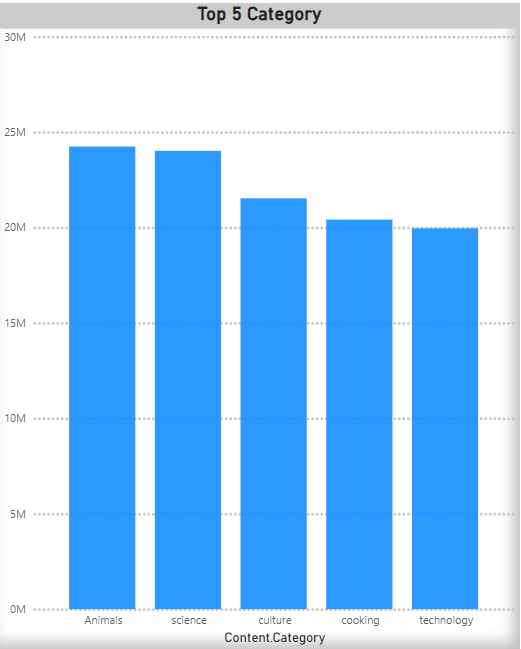 Top 5 Category
30M
25M
20M
15M
10M
5M
0M
Animals science culture cooking technology
Content.Category